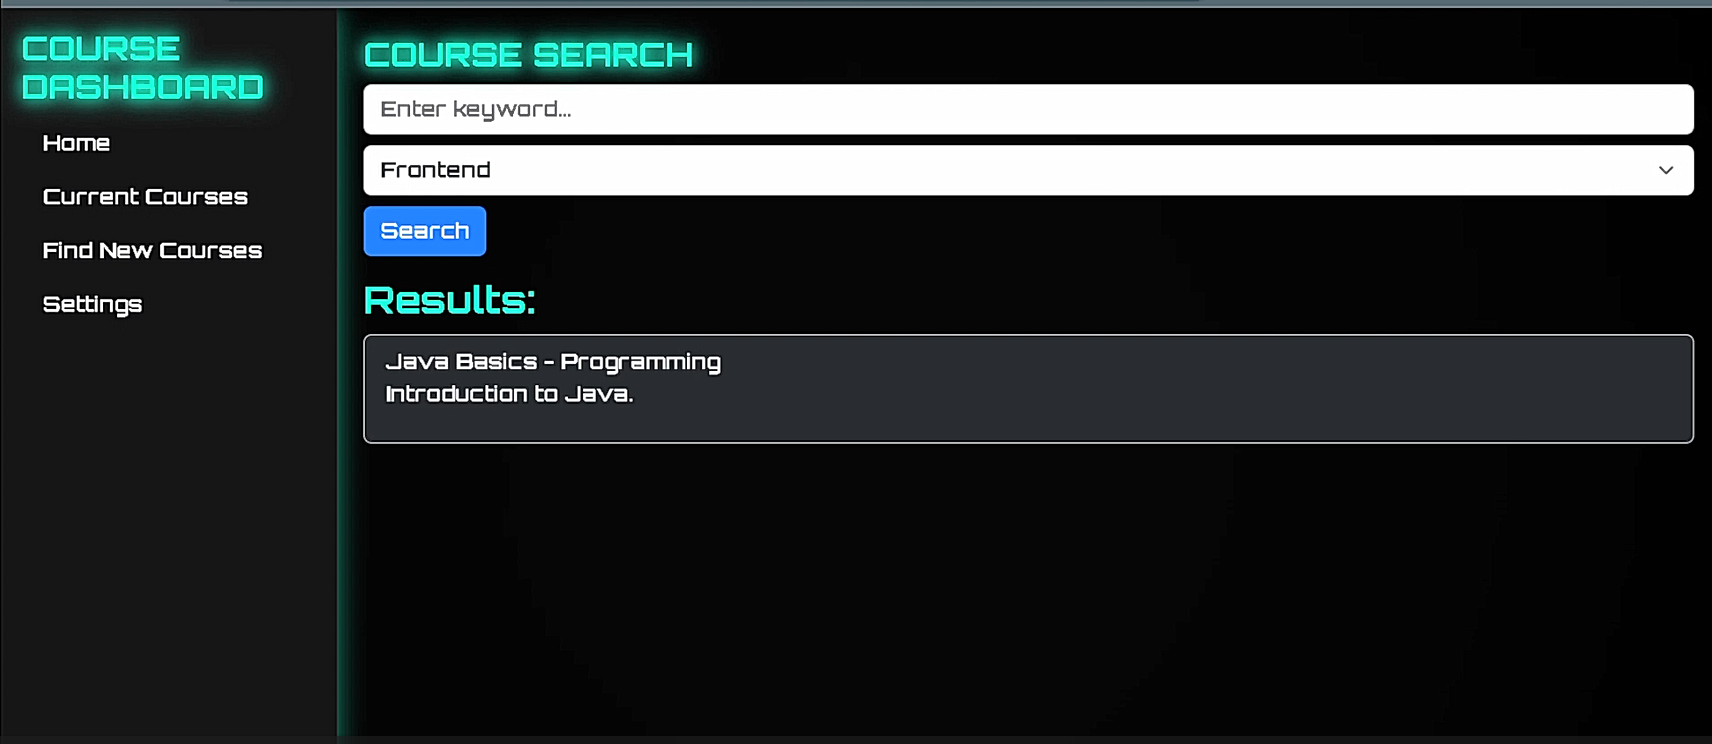 COURSE
DASHBOARD
Home
Current Courses
Find New Courses
Settings
COURSE SEARCH
Enter keyword...
Frontend
Search
Results:
Java Basics - Programming
Introduction to Java.